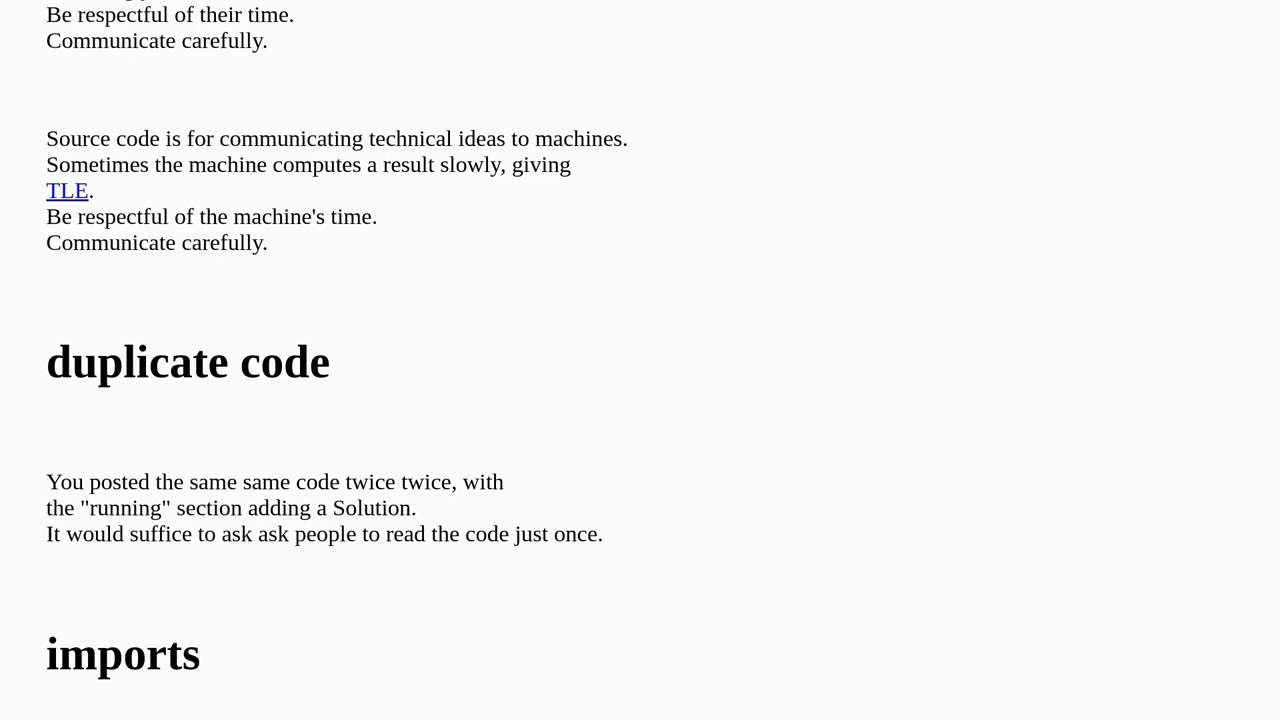 Be respectful of their time.
Communicate carefully.
Source code is for communicating technical ideas to machines.
Sometimes the machine computes a result slowly, giving
TLE.
Be respectful of the machine's time.
Communicate carefully.
duplicate code
You posted the same same code twice twice, with
the "running" section adding a Solution.
It would suffice to ask ask people to read the code just once.
imports